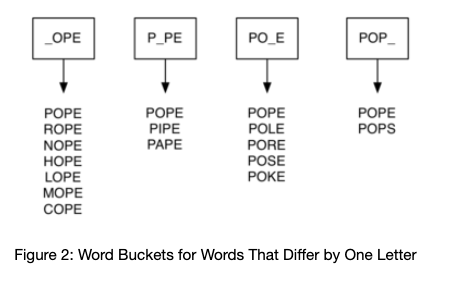 _OPE P_PE PO_E POP_
POPE POPE POPE POPE
ROPE PIPE POLE POPS
NOPE PAPE PORE
HOPE POSE
LOPE POKE
MOPE
COPE
Figure 2: Word Buckets for Words That Differ by One Letter